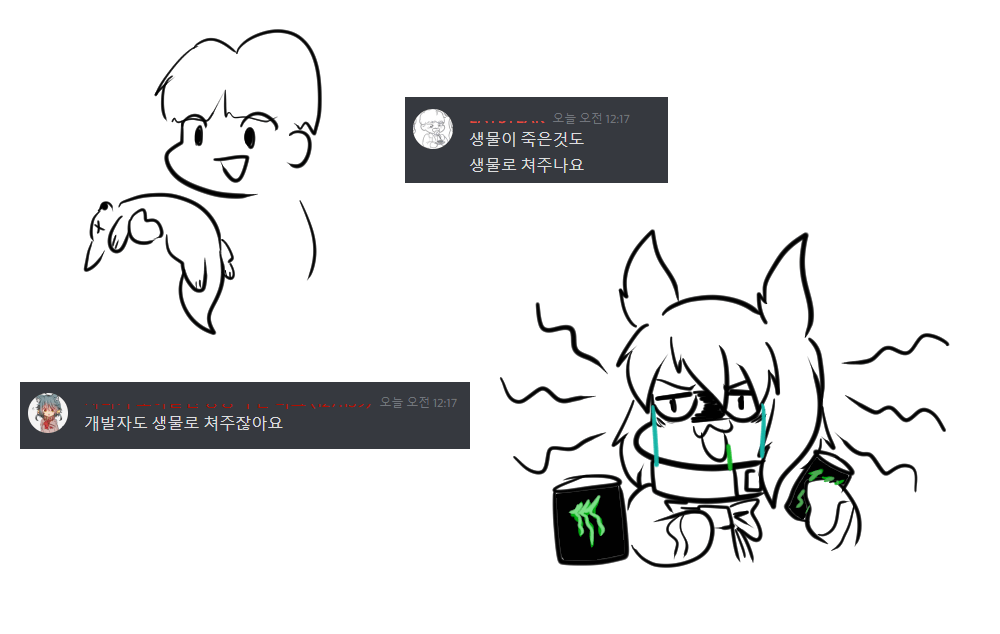 오늘 오전 12:17
생물이 죽은것도
생물로 쳐주나요
오늘 오전 12:17
개발자도 생물로 쳐주잖아요